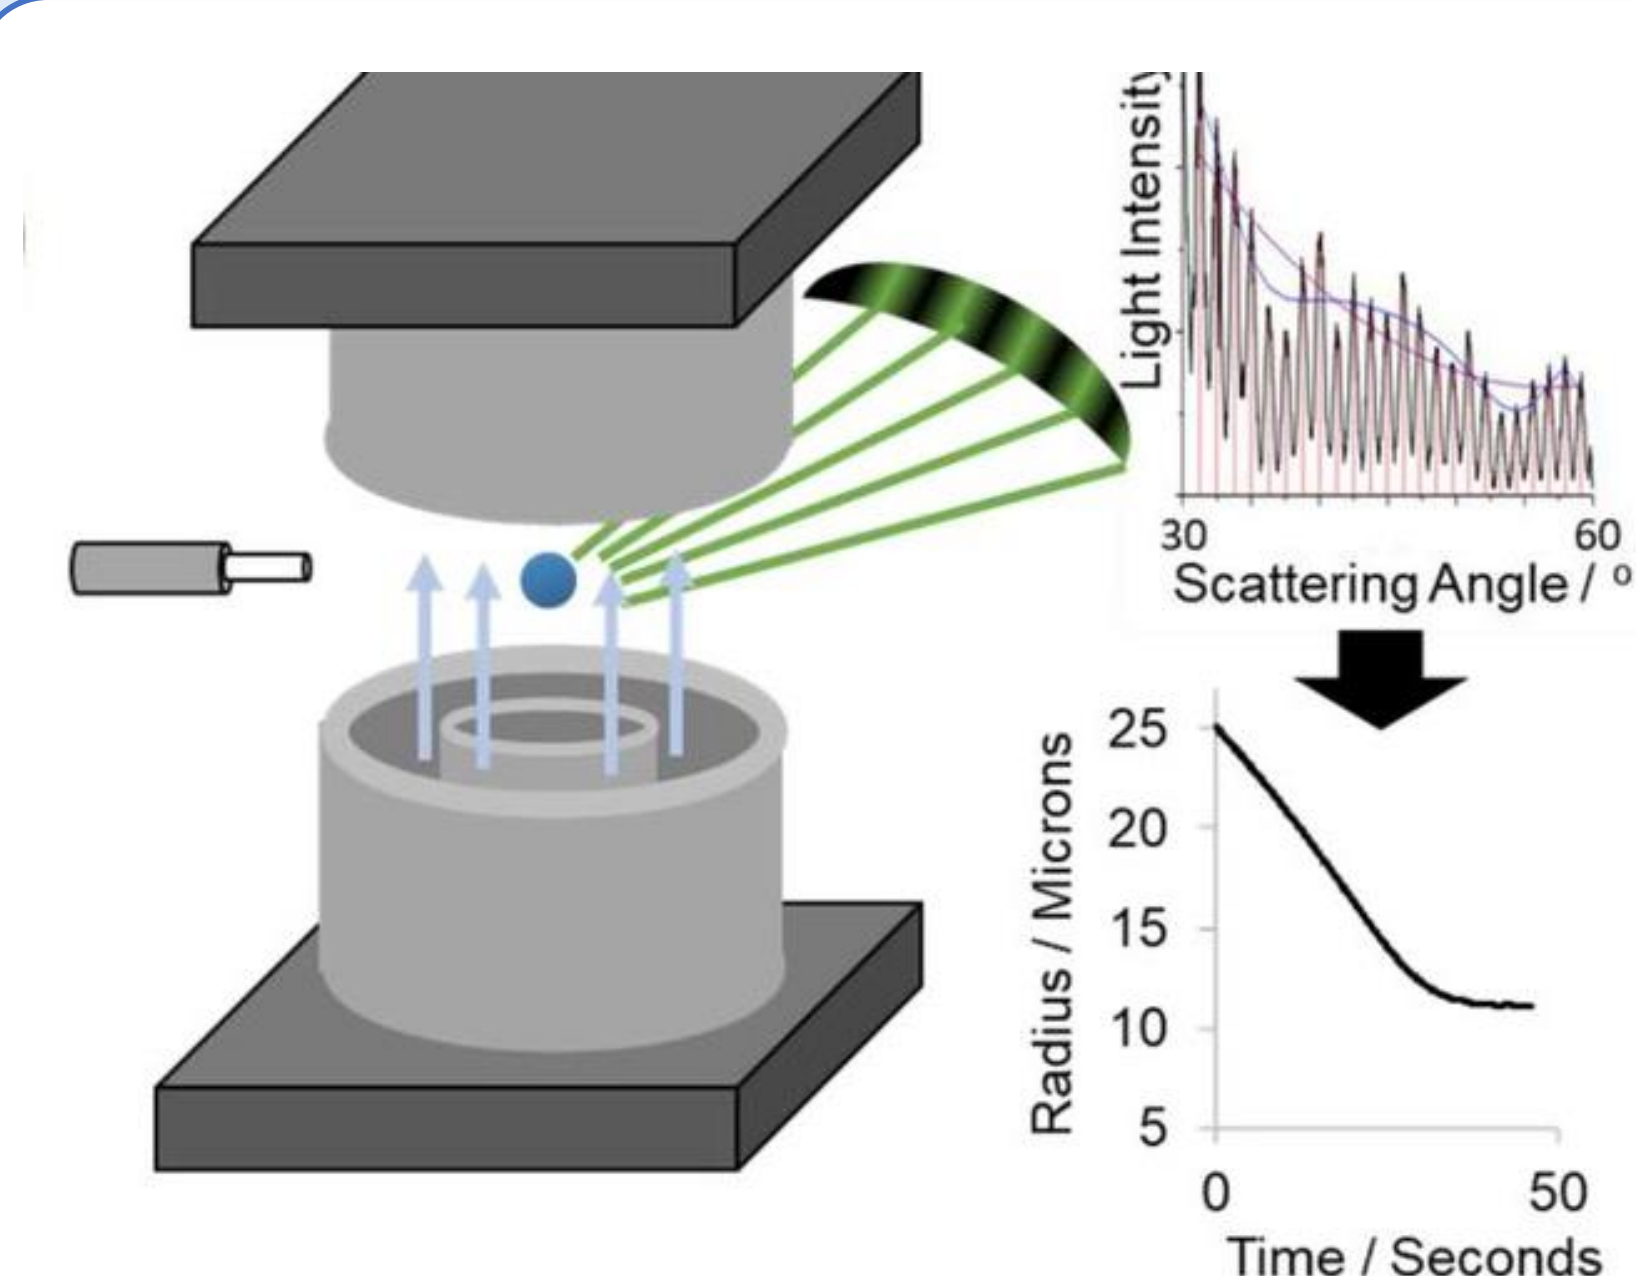 Light Intensity
30 60
Scattering Angle / º
Radius / Microns
25
20
15
10
5
0 50
Time / Seconds